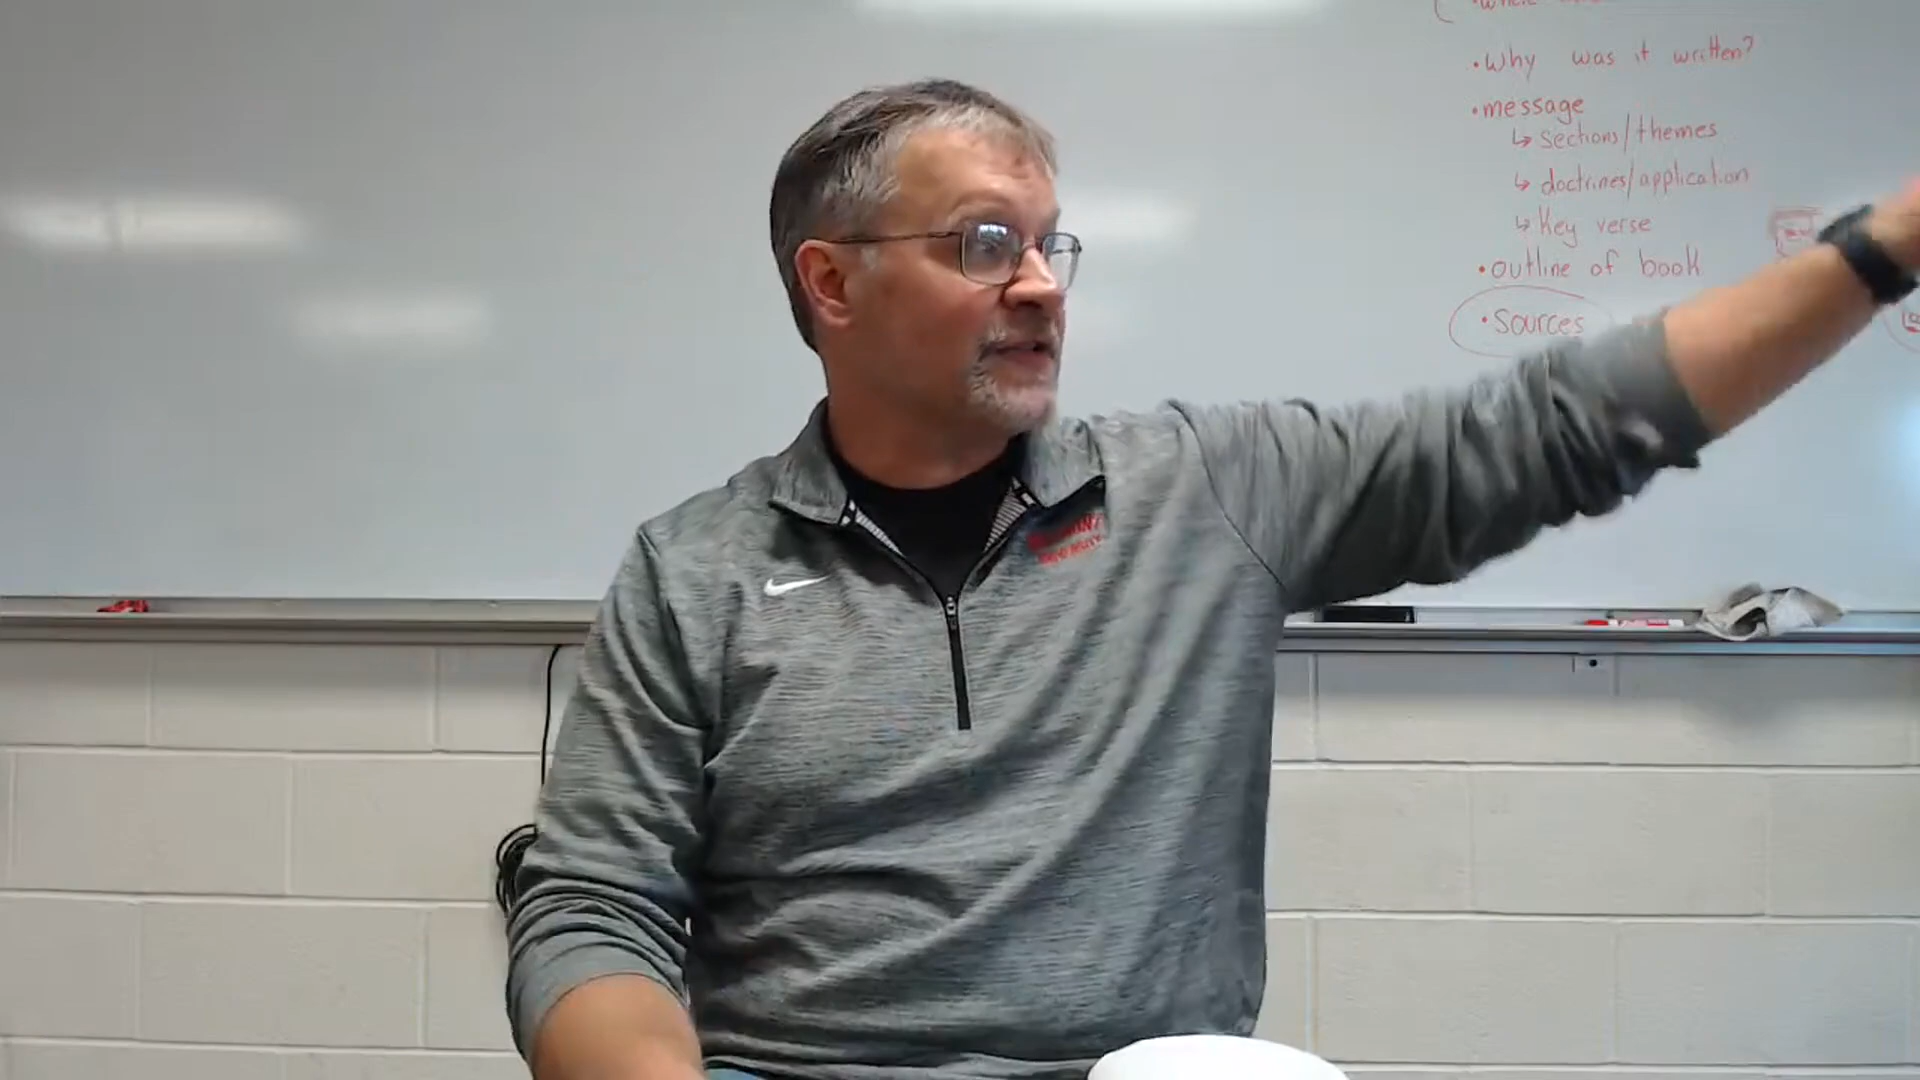 • Why was it written?
• message
↳ sections/themes
↳ doctrines/application
↳ Key verse
• outline of book
• Sources